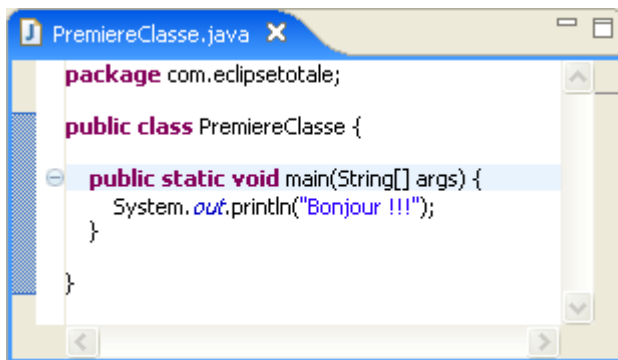 PremiereClasse.java
package com.eclipsetotale;
public class PremiereClasse {
public static void main(String[] args) {
System.out.println("Bonjour !!!");
}
}